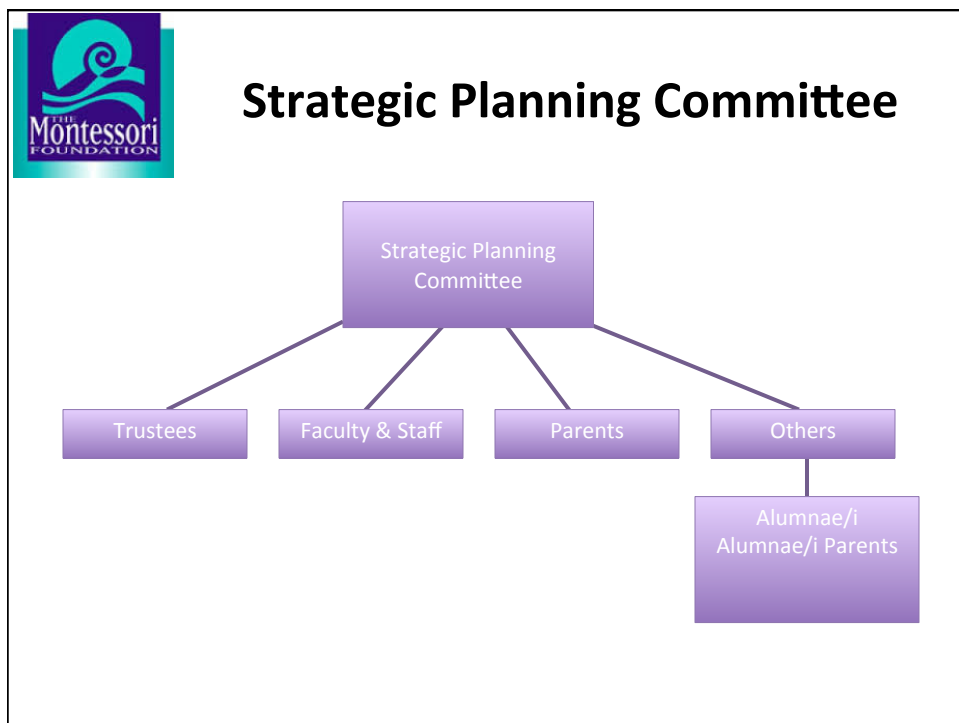 THE
Montessori
FOUNDATION
Strategic Planning Committee
Strategic Planning
Committee
Trustees
Faculty & Staff
Parents
Others
Alumnae/i
Alumnae/i Parents